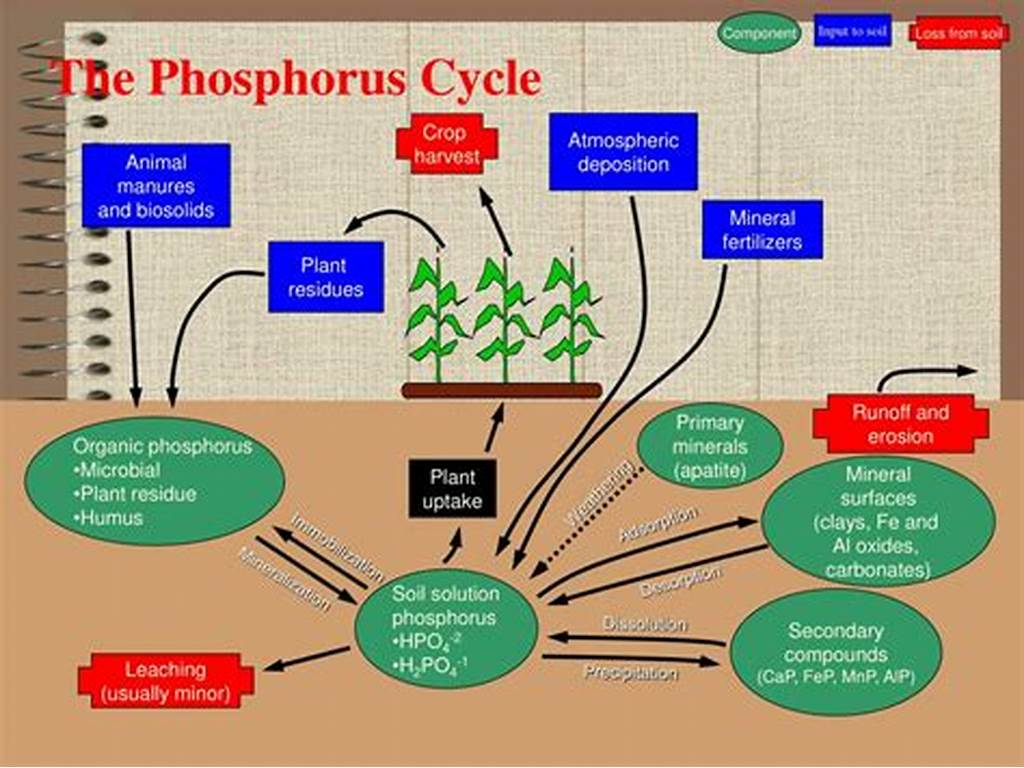 Component
Input to soil
Loss from soil
The Phosphorus Cycle
Crop
harvest
Atmospheric
deposition
Animal
manures
and biosolids
Mineral
fertilizers
Plant
residues
Runoff and
erosion
Primary
minerals
(apatite)
Organic phosphorus
•Microbial
•Plant residue
•Humus
Plant
uptake
Weathering
Mineral
surfaces
(clays, Fe and
Al oxides,
carbonates)
Adsorption
Desorption
Immobilization
Mineralization
Soil solution
phosphorus
•HPO₄⁻²
•H₂PO₄⁻¹
Dissolution
Precipitation
Secondary
compounds
(CaP, FeP, MnP, AlP)
Leaching
(usually minor)